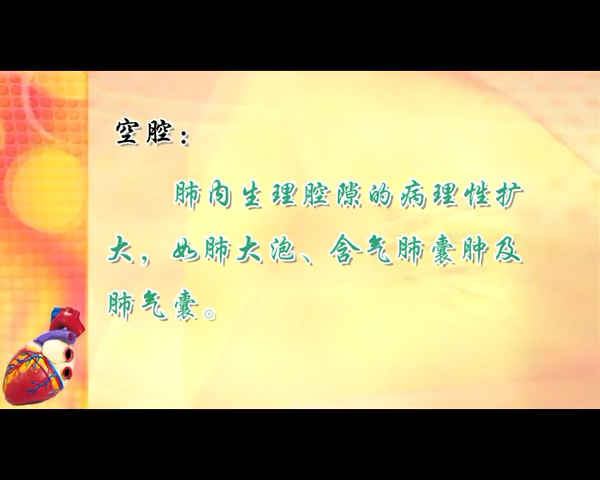 空腔：
肺内生理腔隙的病理性扩
大，如肺大泡、含气肺囊肿及
肺气囊。